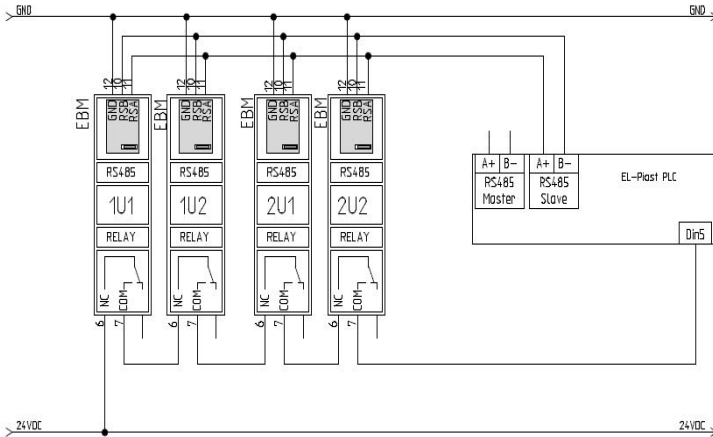 GND GND
12 10 11 12 10 11 12 10 11 12 10 11
EBM EBM EBM EBM
GND RSB RSA GND RSB RSA GND RSB RSA GND RSB RSA
RS485 RS485 RS485 RS485
1U1 1U2 2U1 2U2
RELAY RELAY RELAY RELAY
NC COM NC COM NC COM NC COM
6 7 6 7 6 7 6 7
A+ B- A+ B-
RS485 RS485
Master Slave
EL-Piast PLC
Din5
24VDC 24VDC